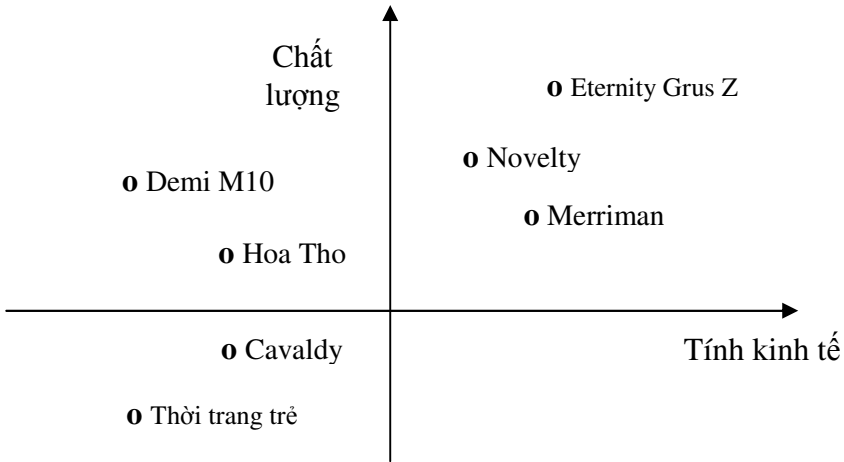 Chất
lượng
o Eternity Grus Z
o Novelty
o Demi M10
o Merriman
o Hoa Tho
o Cavaldy
Tính kinh tế
o Thời trang trẻ